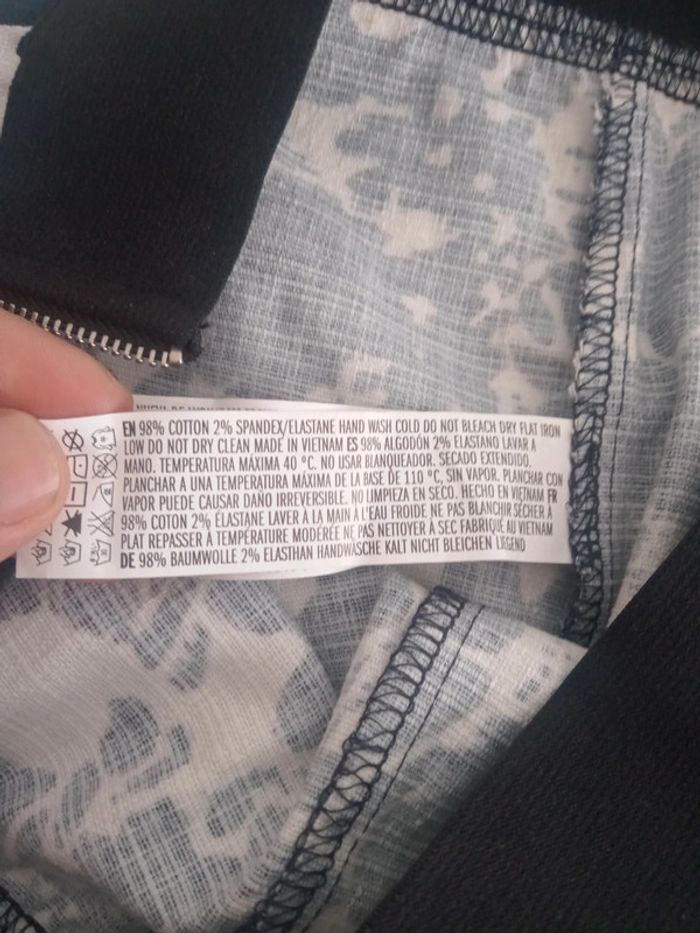 EN 98% COTTON 2% SPANDEX/ELASTANE HAND WASH COLD DO NOT BLEACH DRY FLAT IRON
LOW DO NOT DRY CLEAN MADE IN VIETNAM ES 98% ALGODÓN 2% ELASTANO LAVAR A
MANO. TEMPERATURA MÁXIMA 40 °C. NO USAR BLANQUEADOR. SECADO EXTENDIDO.
PLANCHAR A UNA TEMPERATURA MÁXIMA DE LA BASE DE 110 °C, SIN VAPOR. PLANCHAR CON
VAPOR PUEDE CAUSAR DAÑO IRREVERSIBLE. NO LIMPIEZA EN SECO. HECHO EN VIETNAM FR
98% COTON 2% ÉLASTANE LAVER À LA MAIN À L'EAU FROIDE NE PAS BLANCHIR SÉCHER À
PLAT REPASSER À TEMPÉRATURE MODÉRÉE NE PAS NETTOYER À SEC FABRIQUÉ AU VIETNAM
DE 98% BAUMWOLLE 2% ELASTHAN HANDWÄSCHE KALT NICHT BLEICHEN LIEGEND